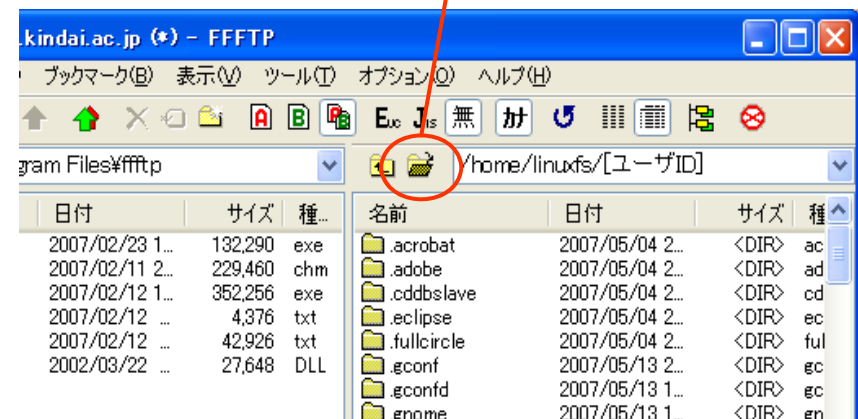 .kindai.ac.jp (*) - FFFTP
ブックマーク(B) 表示(V) ツール(T) オプション(O) ヘルプ(H)
A B Euc Jis 無 ｶﾅ
gram Files¥ffftp /home/linuxfs/[ユーザID]
日付 サイズ 種... 名前 日付 サイズ 種
2007/02/23 1... 132,290 exe .acrobat 2007/05/04 2... <DIR> ac
2007/02/11 2... 229,460 chm .adobe 2007/05/04 2... <DIR> ad
2007/02/12 1... 352,256 exe .cddbslave 2007/05/04 2... <DIR> cd
2007/02/12 ... 4,376 txt .eclipse 2007/05/04 2... <DIR> ec
2007/02/12 ... 42,926 txt .fullcircle 2007/05/04 2... <DIR> ful
2002/03/22 ... 27,648 DLL .gconf 2007/05/13 2... <DIR> gc
.gconfd 2007/05/13 1... <DIR> gc
.gnome 2007/05/13 1... <DIR> gn